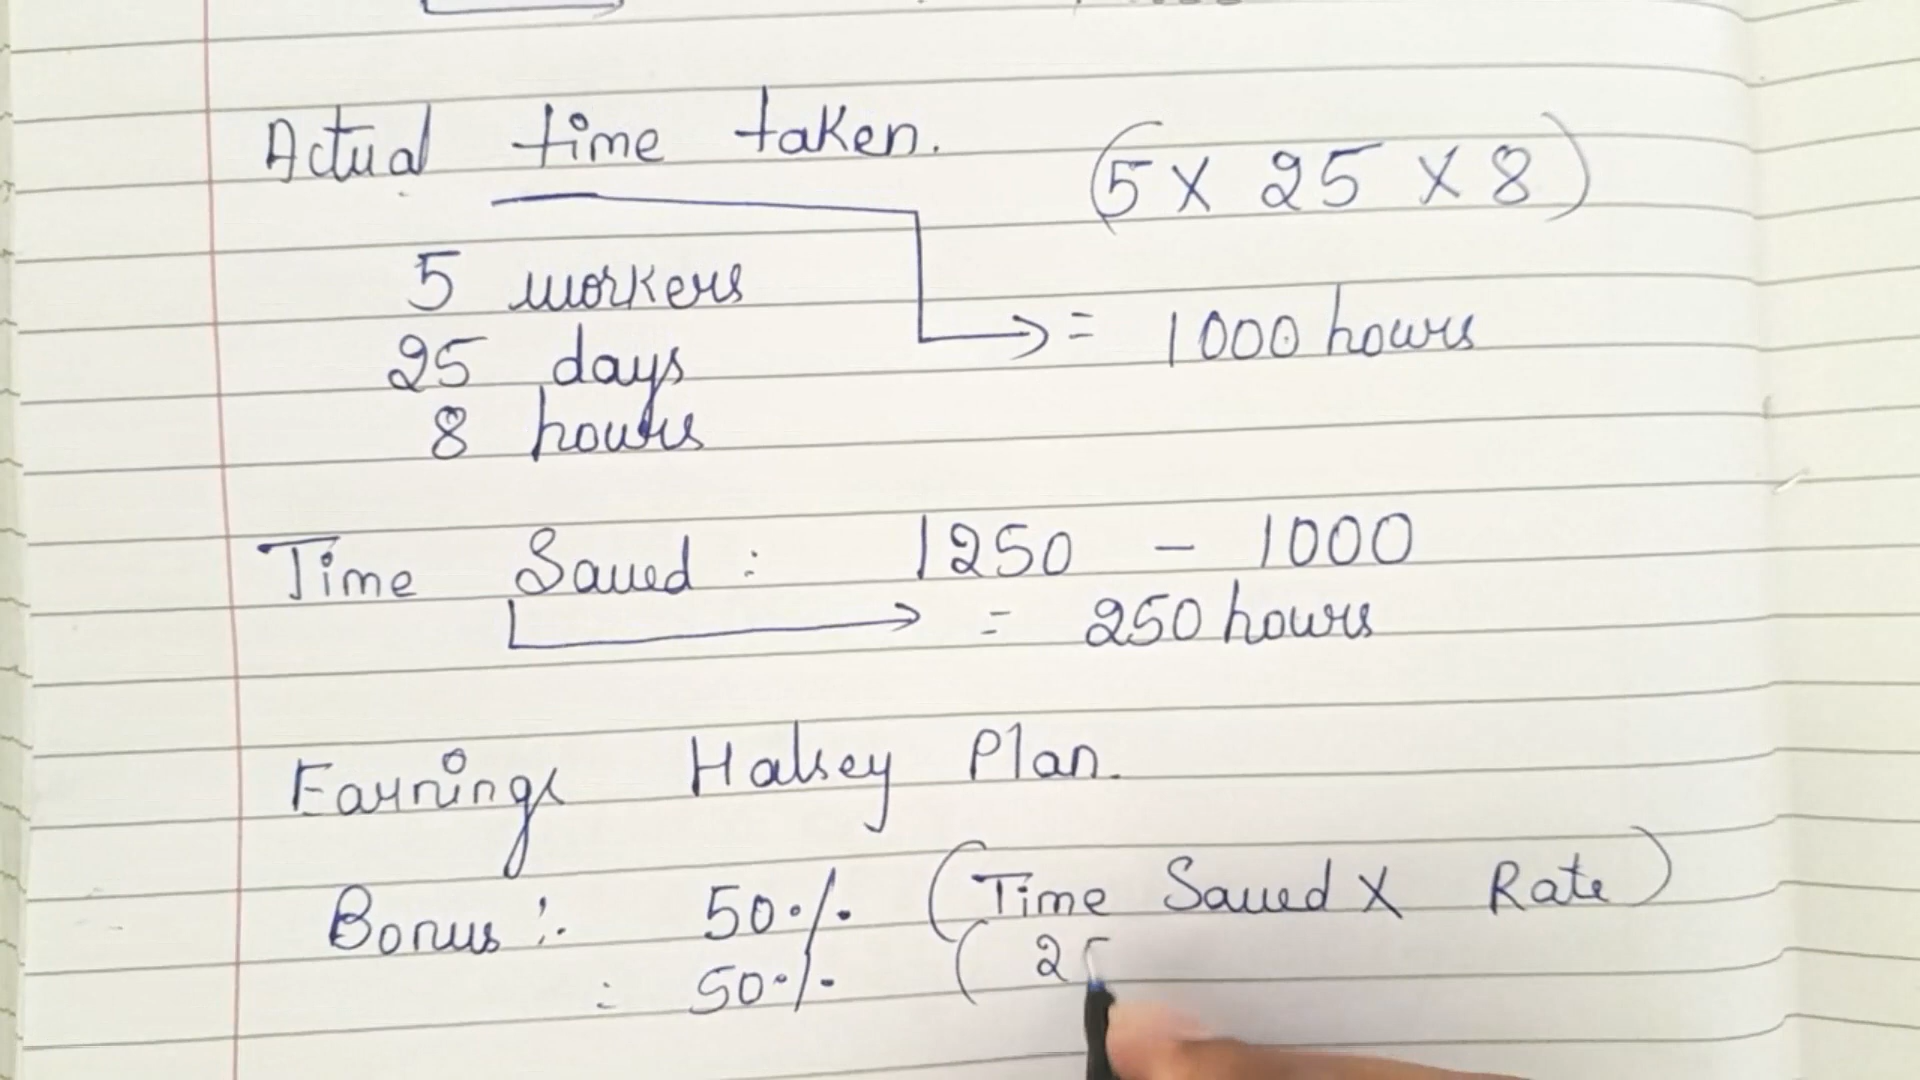 Actual time taken.
(5 X 25 X 8)
5 workers
25 days
8 hours
= 1000 hours
Time Saved : 1250 - 1000
= 250 hours
Earnings Halsey Plan.
Bonus :- 50% (Time Saved X Rate)
= 50% ( 25